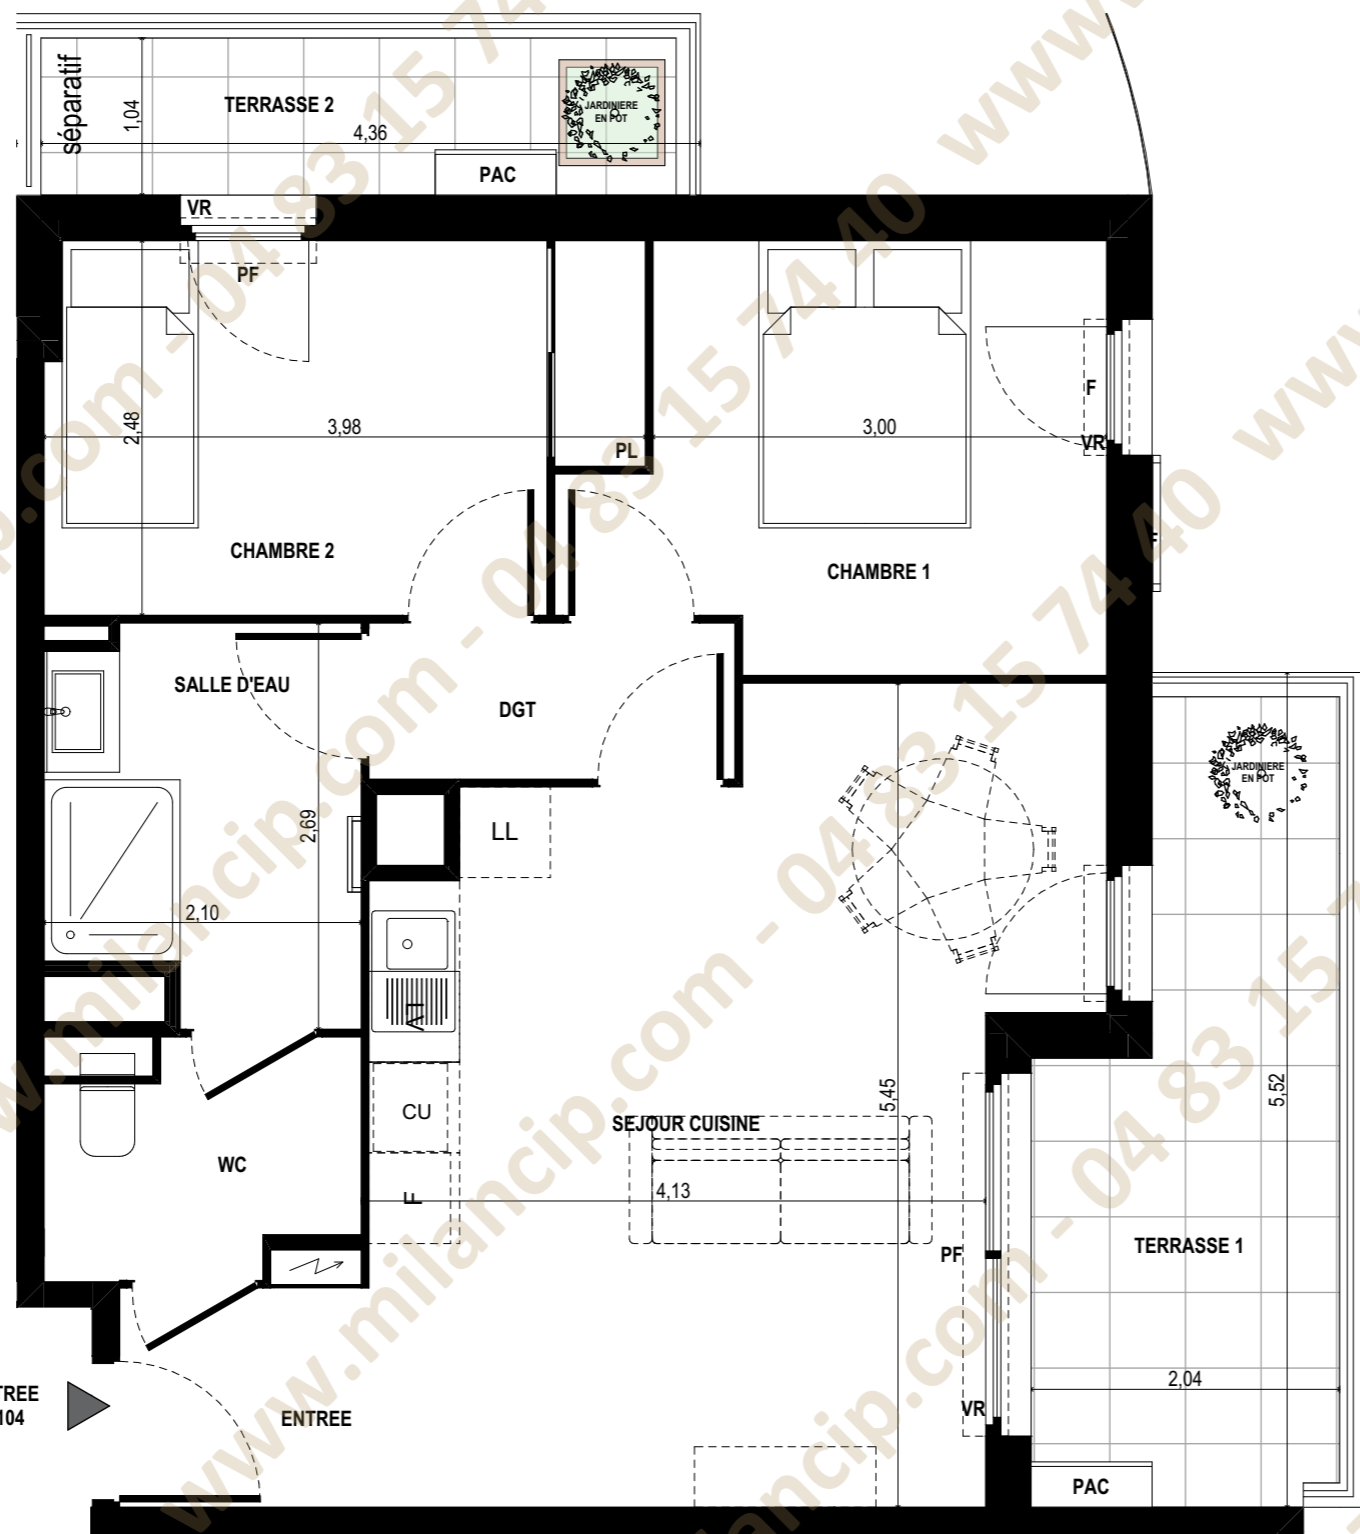 séparatif
1,04
TERRASSE 2
4,36
JARDINIERE
EN POT
PAC
VR
PF
2,48
3,98
PL
3,00
F
VR
F
CHAMBRE 2
CHAMBRE 1
SALLE D'EAU
DGT
2,69
2,10
LL
LV
CU
F
JARDINIERE
EN POT
SEJOUR CUISINE
5,45
4,13
5,52
WC
PF
TERRASSE 1
2,04
VR
PAC
TREE
104
ENTREE
www.milancip.com - 04 83 15 74 40